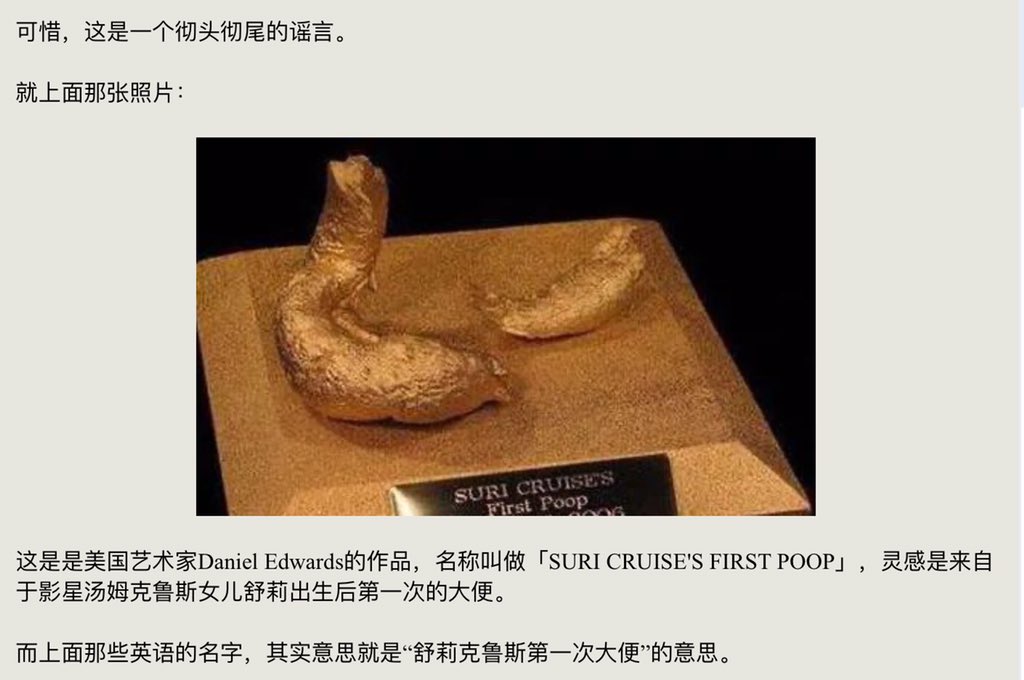 可惜，这是一个彻头彻尾的谣言。
就上面那张照片：
SURI CRUISE'S
First Poop
2006
这是是美国艺术家Daniel Edwards的作品，名称叫做「SURI CRUISE'S FIRST POOP」，灵感是来自
于影星汤姆克鲁斯女儿舒莉出生后第一次的大便。
而上面那些英语的名字，其实意思就是“舒莉克鲁斯第一次大便”的意思。